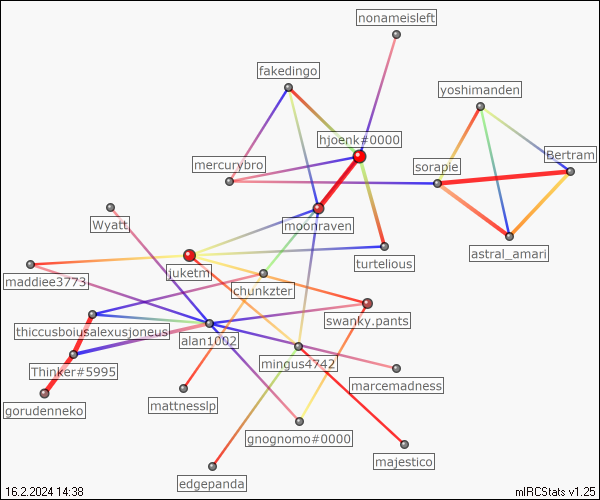 nonameisleft
fakedingo
yoshimanden
hjoenk#0000
Bertram
mercurybro
sorapie
Wyatt
moonraven
astral_amari
juketm
turtelious
maddiee3773
chunkzter
thiccusboiusalexusjoneus
swanky.pants
alan1002
Thinker#5995
mingus4742
marcemadness
gorudenneko
mattnesslp
gnognomo#0000
majestico
edgepanda
16.2.2024 14:38
mIRCStats v1.25